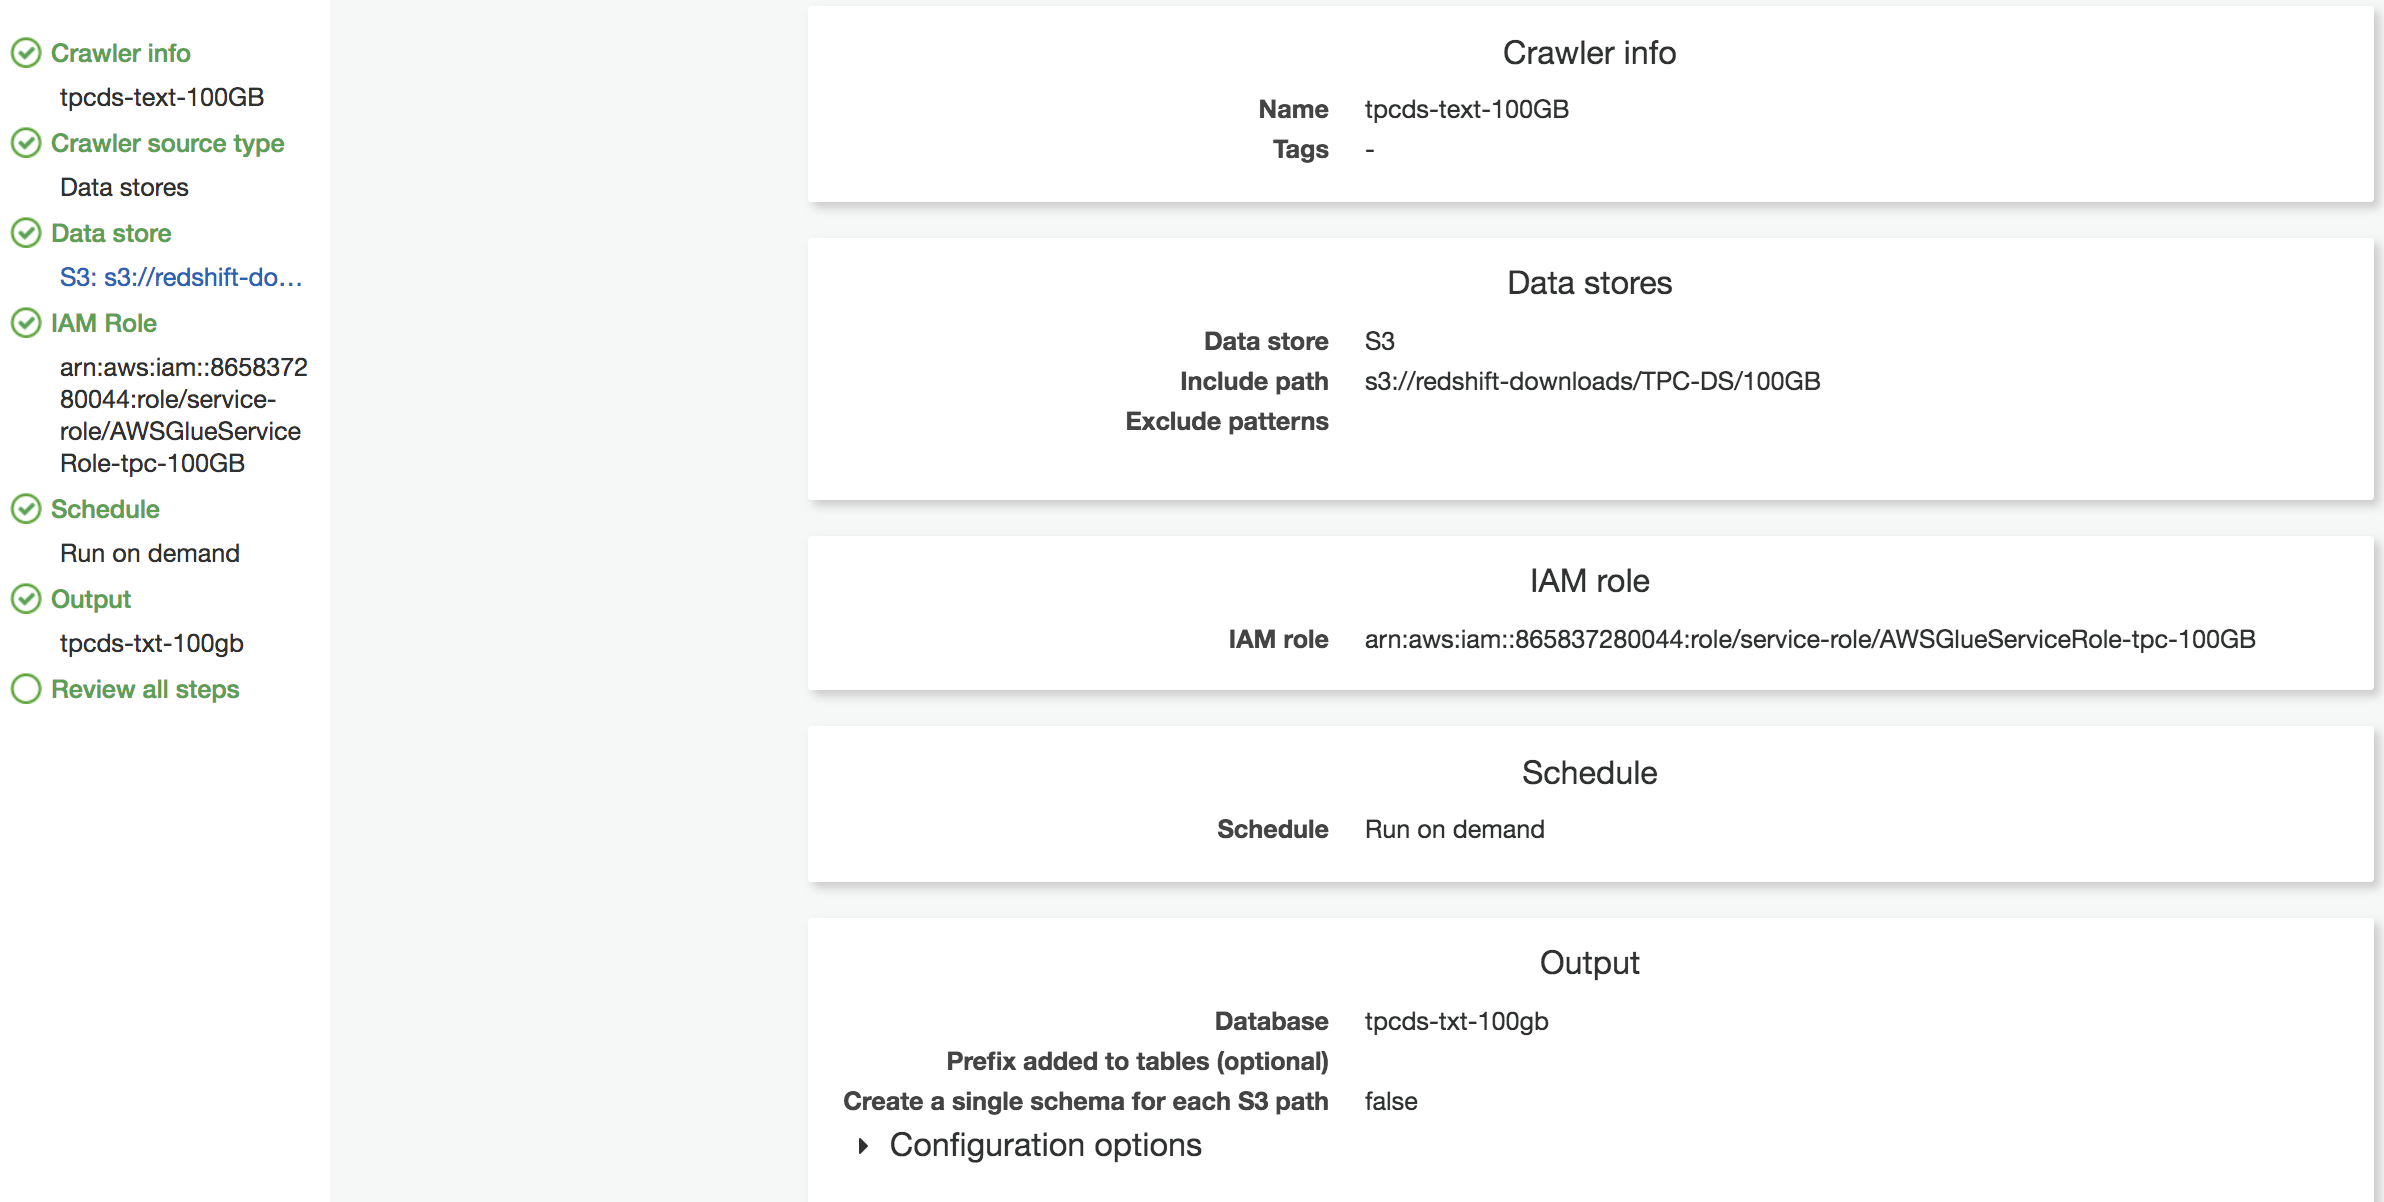 Crawler info
tpcds-text-100GB
Crawler source type
Data stores
Data store
S3: s3://redshift-do...
IAM Role
arn:aws:iam::8658372
80044:role/service-
role/AWSGlueService
Role-tpc-100GB
Schedule
Run on demand
Output
tpcds-txt-100gb
Review all steps
Crawler info
Name tpcds-text-100GB
Tags -
Data stores
Data store S3
Include path s3://redshift-downloads/TPC-DS/100GB
Exclude patterns
IAM role
IAM role arn:aws:iam::865837280044:role/service-role/AWSGlueServiceRole-tpc-100GB
Schedule
Schedule Run on demand
Output
Database tpcds-txt-100gb
Prefix added to tables (optional)
Create a single schema for each S3 path false
Configuration options